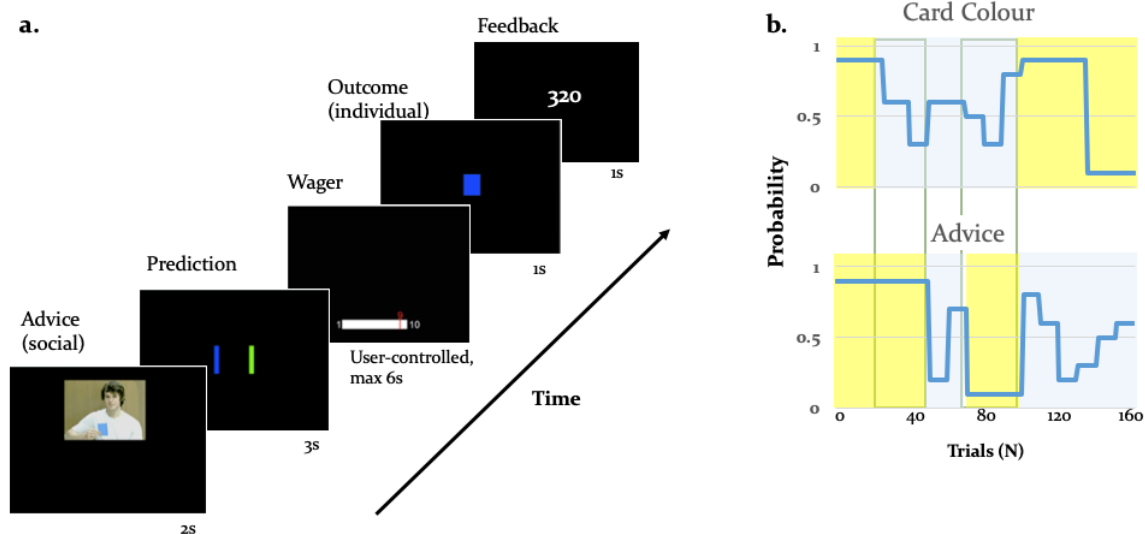 a.
Feedback
320
1s
Outcome
(individual)
1s
Wager
1
9
10
User-controlled,
max 6s
Prediction
3s
Advice
(social)
2s
Time
b.
Card Colour
1
0.5
0
Probability
Advice
1
0.5
0
0 40 80 120 160
Trials (N)